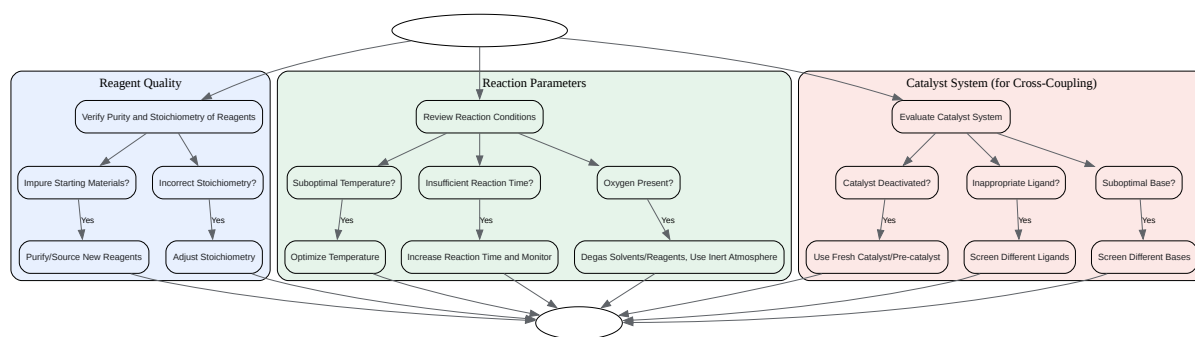 Reagent Quality
Reaction Parameters
Catalyst System (for Cross-Coupling)
Verify Purity and Stoichiometry of Reagents
Review Reaction Conditions
Evaluate Catalyst System
Impure Starting Materials?
Incorrect Stoichiometry?
Suboptimal Temperature?
Insufficient Reaction Time?
Oxygen Present?
Catalyst Deactivated?
Inappropriate Ligand?
Suboptimal Base?
Yes
Yes
Yes
Yes
Yes
Yes
Yes
Yes
Purify/Source New Reagents
Adjust Stoichiometry
Optimize Temperature
Increase Reaction Time and Monitor
Degas Solvents/Reagents, Use Inert Atmosphere
Use Fresh Catalyst/Pre-catalyst
Screen Different Ligands
Screen Different Bases